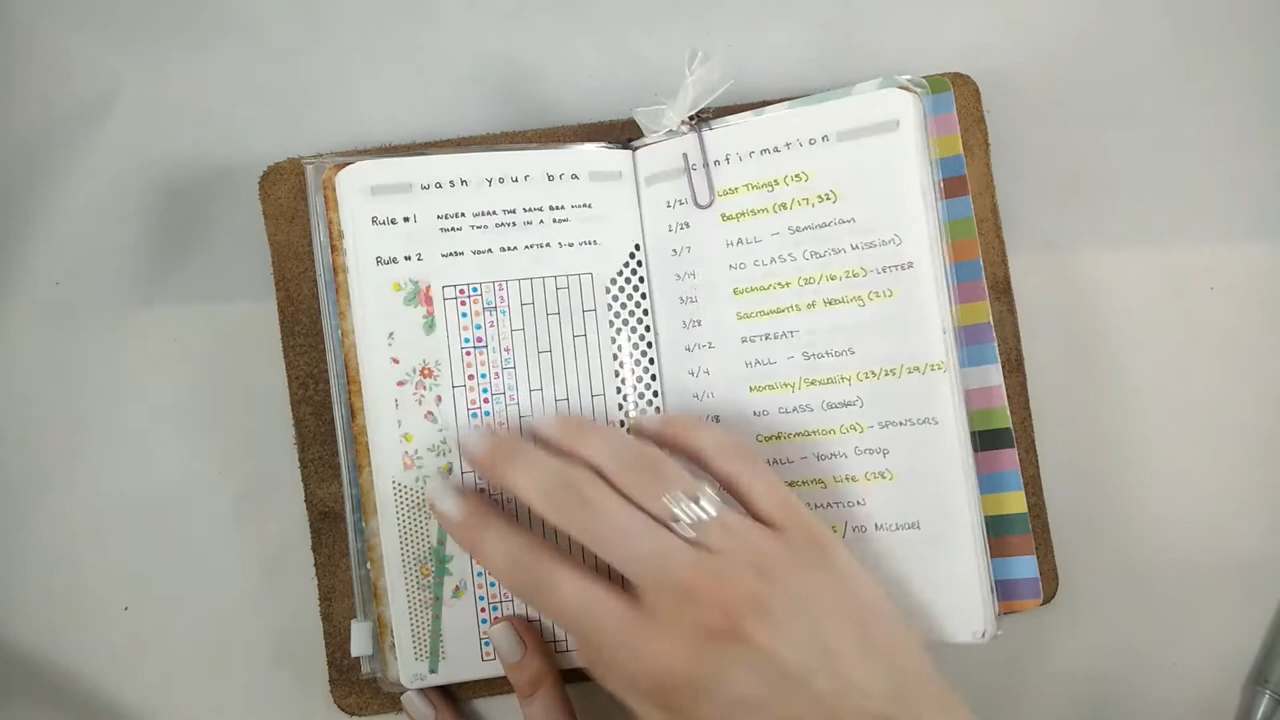 wash your bra
Rule #1 NEVER WEAR THE SAME BRA MORE
THAN TWO DAYS IN A ROW.
Rule #2 WASH YOUR BRA AFTER 3-6 USES.
26
confirmation
2/21 Last Things (15)
2/28 Baptism (18/17, 32)
3/7 HALL - Seminarian
3/14 NO CLASS (Parish Mission)
3/21 Eucharist (20/16, 26) - LETTER
3/28 Sacraments of Healing (21)
4/1-2 RETREAT
4/4 HALL - Stations
4/11 Morality/Sexuality (23/25/29/22)
/18 NO CLASS (Easter)
Confirmation (19) - SPONSORS
HALL - Youth Group
Life (28)
/no Michael